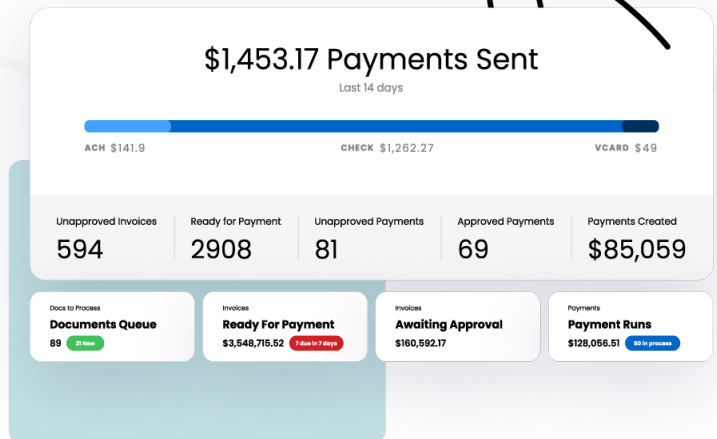 $1,453.17 Payments Sent
Last 14 days
ACH $141.9
CHECK $1,262.27
VCARD $49
Unapproved Invoices
594
Ready for Payment
2908
Unapproved Payments
81
Approved Payments
69
Payments Created
$85,059
Docs to Process
Documents Queue
89 21 New
Invoices
Ready For Payment
$3,548,715.52 7 due in 7 days
Invoices
Awaiting Approval
$160,592.17
Payments
Payment Runs
$128,056.51 50 in process